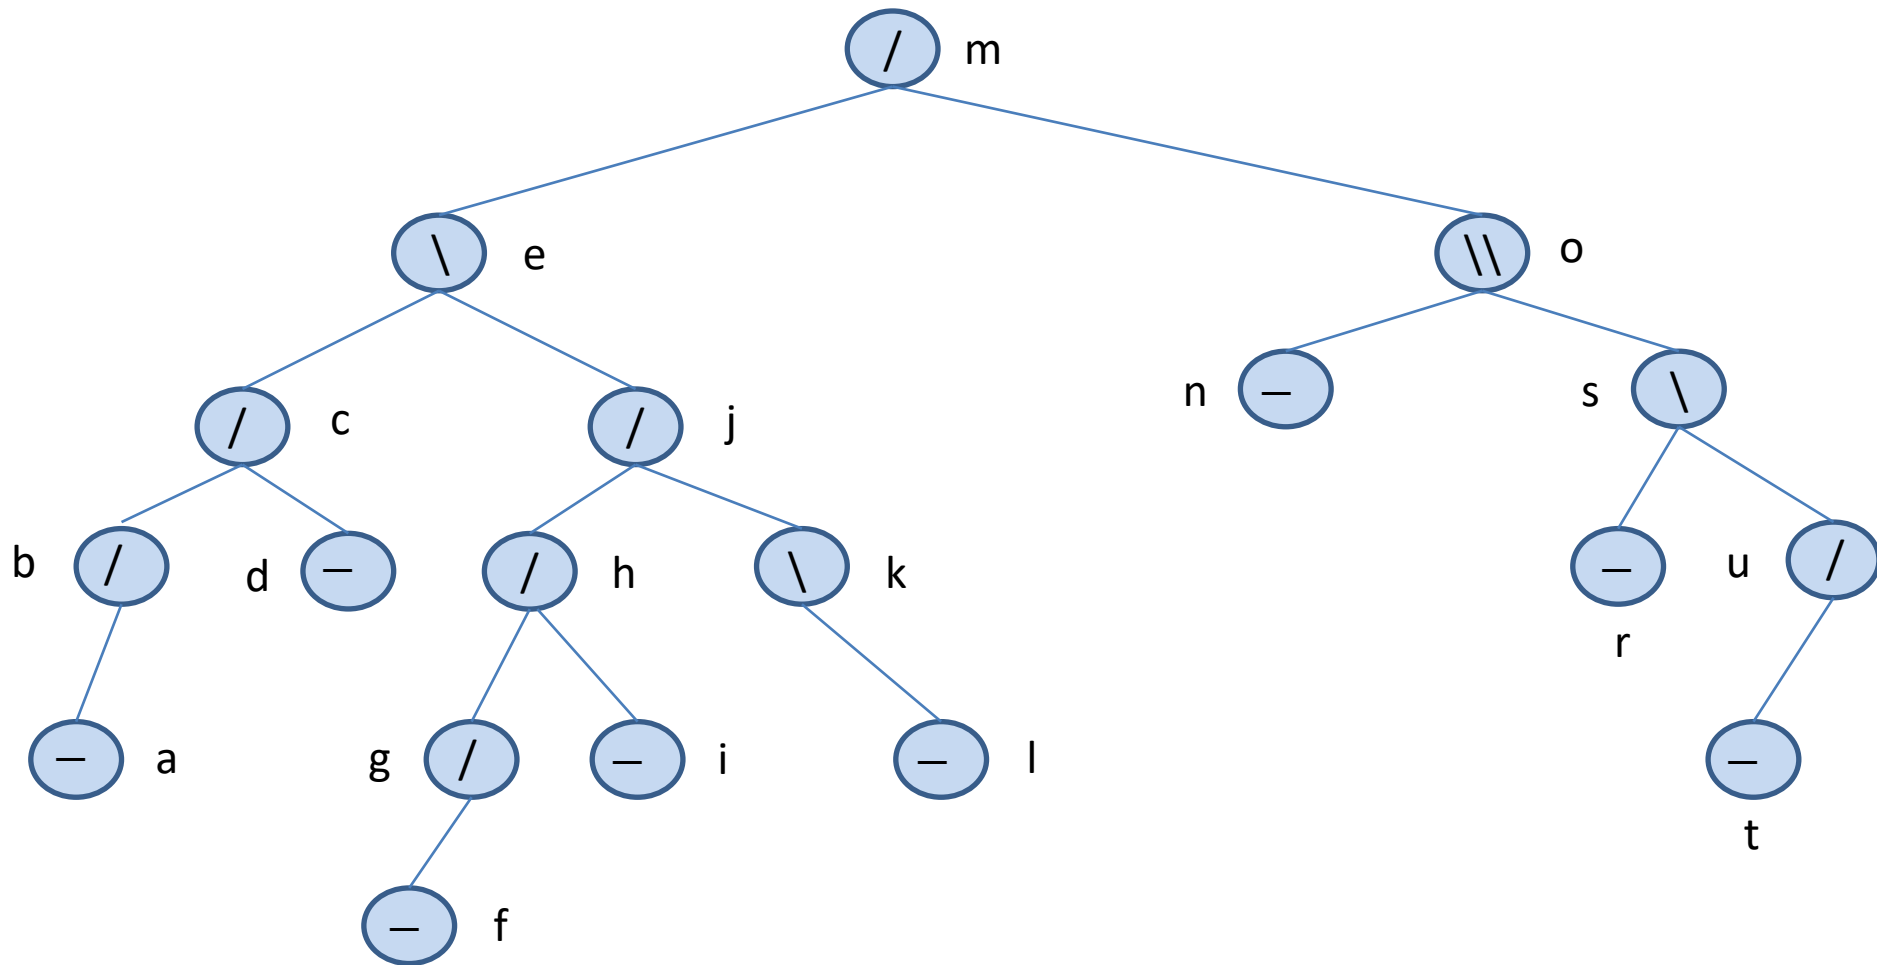 / m
\ e
\\ o
/ c
/ j
n –
s \
b /
d –
/ h
\ k
–
r
u /
– a
g /
– i
– l
–
t
– f